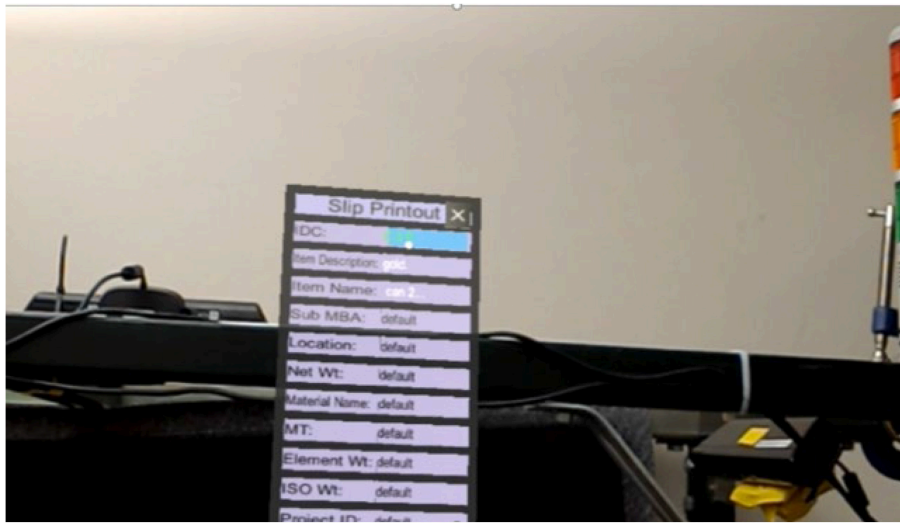 Slip Printout ×
IDC:
Item Description: gold
Item Name: can 2...
Sub MBA: default
Location: default
Net Wt: default
Material Name: default
MT: default
Element Wt: default
ISO Wt: default
Project ID: default